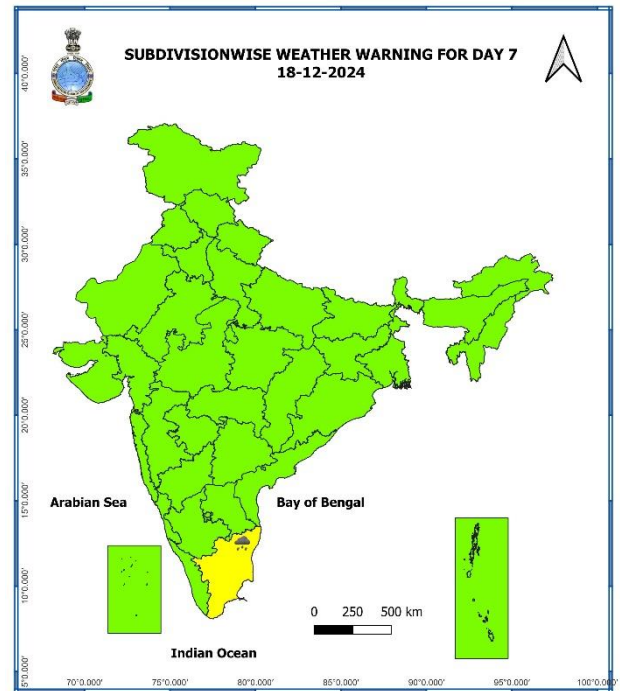 SUBDIVISIONWISE WEATHER WARNING FOR DAY 7
18-12-2024
40°0.000'
35°0.000'
30°0.000'
25°0.000'
20°0.000'
15°0.000'
10°0.000'
5°0.000'
Arabian Sea
Bay of Bengal
0 250 500 km
Indian Ocean
70°0.000' 75°0.000' 80°0.000' 85°0.000' 90°0.000' 95°0.000' 100°0.000'